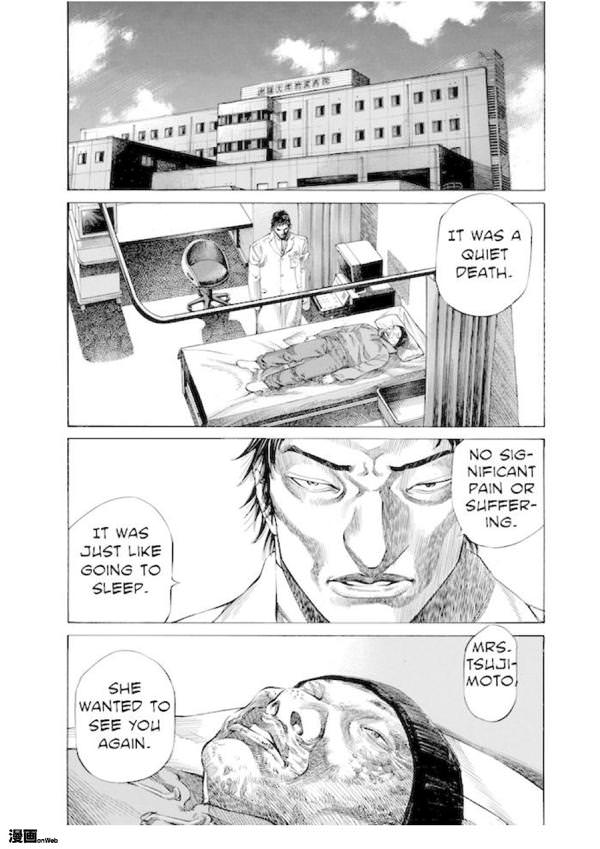 IT WAS A
QUIET
DEATH.
NO SIG-
NIFICANT
PAIN OR
SUFFER-
ING.
IT WAS
JUST LIKE
GOING TO
SLEEP.
MRS.
TSUJI-
MOTO,
SHE
WANTED TO
SEE YOU
AGAIN.
漫画onWeb